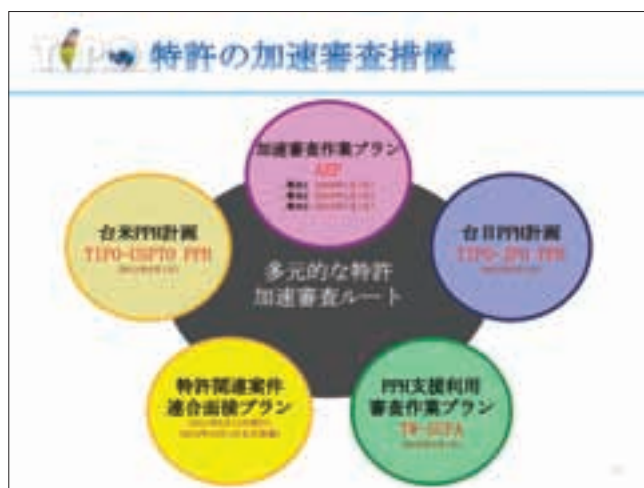 TIPO 特許の加速審査措置
加速審査作業プラン
AEP
台米PPH計画
TIPO-USPTO PPH
台日PPH計画
TIPO-JPO PPH
多元的な特許
加速審査ルート
特許関連案件
連合面検プラン
PPH支援利用
審査作業プラン
TW-SUPA